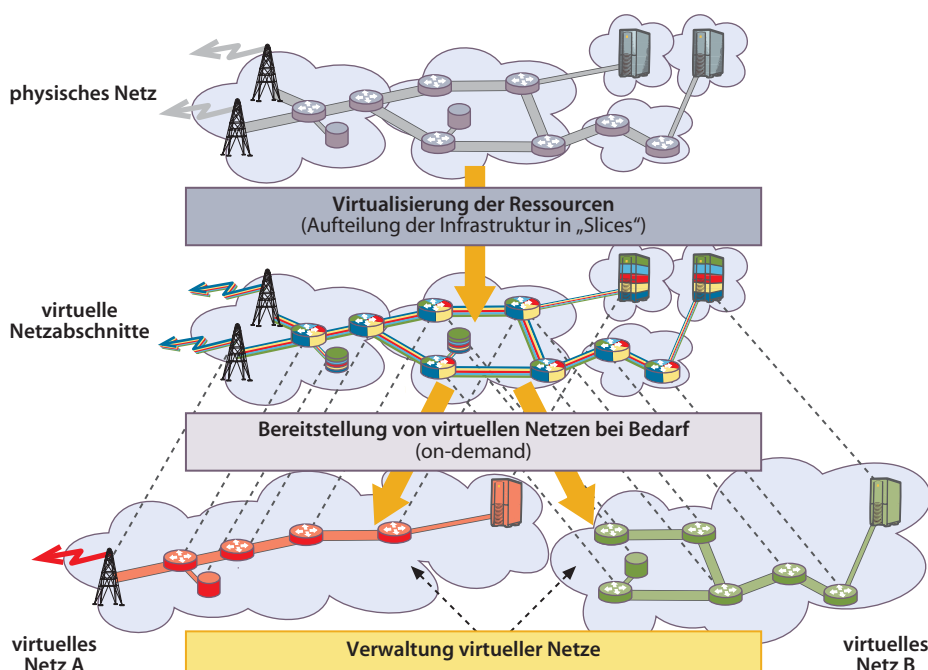 physisches Netz
Virtualisierung der Ressourcen
(Aufteilung der Infrastruktur in „Slices“)
virtuelle
Netzabschnitte
Bereitstellung von virtuellen Netzen bei Bedarf
(on-demand)
virtuelles
Netz A
Verwaltung virtueller Netze
virtuelles
Netz B